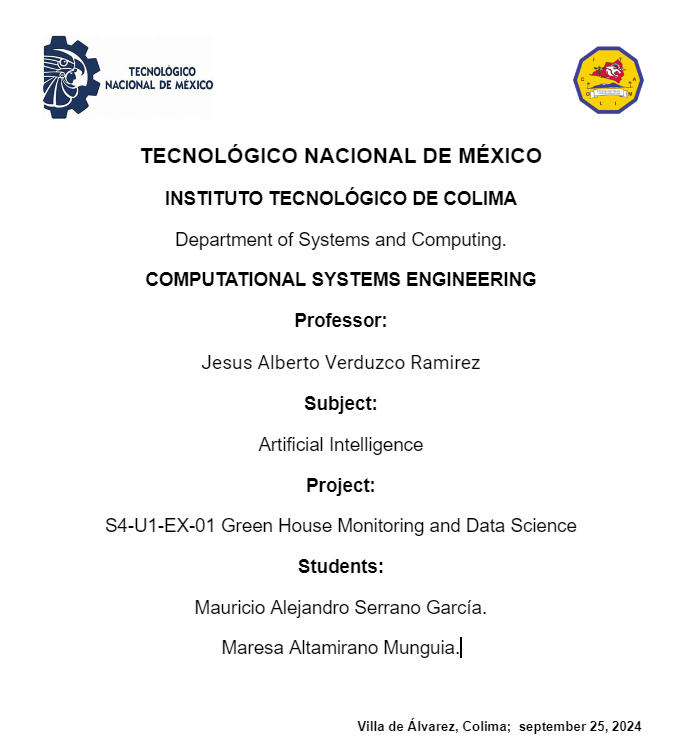 TECNOLÓGICO
NACIONAL DE MÉXICO
TECNOLÓGICO NACIONAL DE MÉXICO
INSTITUTO TECNOLÓGICO DE COLIMA
Department of Systems and Computing.
COMPUTATIONAL SYSTEMS ENGINEERING
Professor:
Jesus Alberto Verduzco Ramirez
Subject:
Artificial Intelligence
Project:
S4-U1-EX-01 Green House Monitoring and Data Science
Students:
Mauricio Alejandro Serrano García.
Maresa Altamirano Munguia.
Villa de Álvarez, Colima;  september 25, 2024